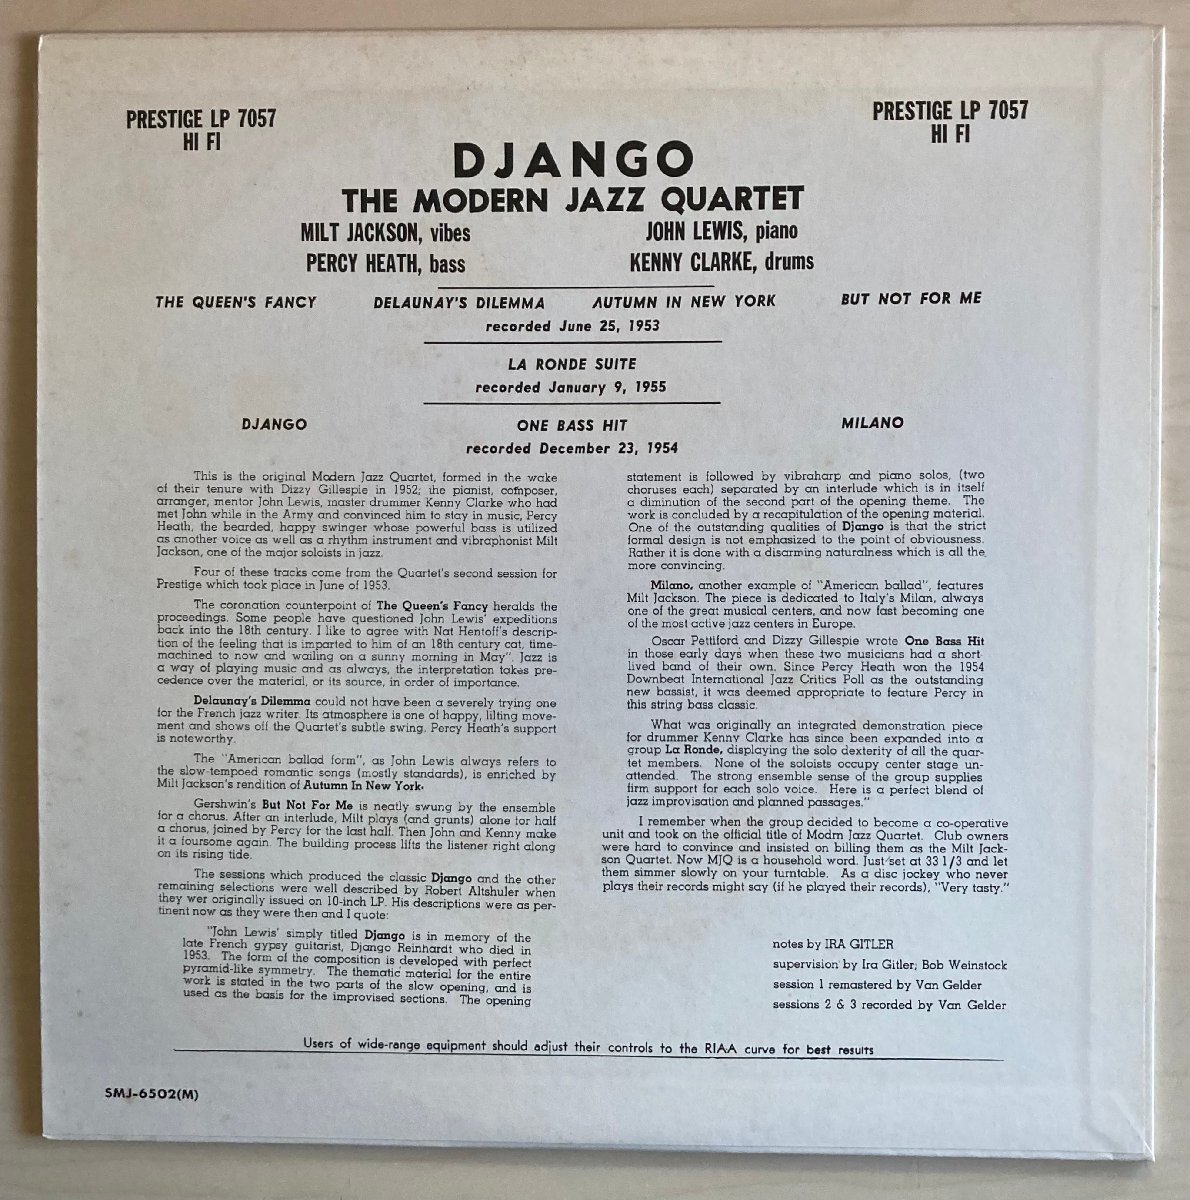 PRESTIGE LP 7057
HI FI
PRESTIGE LP 7057
HI FI
DJANGO
THE MODERN JAZZ QUARTET
MILT JACKSON, vibes
JOHN LEWIS, piano
PERCY HEATH, bass
KENNY CLARKE, drums
THE QUEEN'S FANCY DELAUNAY'S DILEMMA AUTUMN IN NEW YORK BUT NOT FOR ME
recorded June 25, 1953
LA RONDE SUITE
recorded January 9, 1955
DJANGO ONE BASS HIT MILANO
recorded December 23, 1954
This is the original Modern Jazz Quartet, formed in the wake
of their tenure with Dizzy Gillespie in 1952; the pianist, composer,
arranger, mentor John Lewis, master drummer Kenny Clarke who had
met John while in the Army and convinced him to stay in music, Percy
Heath, the bearded, happy swinger whose powerful bass is utilized
as another voice as well as a rhythm instrument and vibraphonist Milt
Jackson, one of the major soloists in jazz.
Four of these tracks come from the Quartet's second session for
Prestige which took place in June of 1953.
The coronation counterpoint of The Queen's Fancy heralds the
proceedings. Some people have questioned John Lewis' expeditions
back into the 18th century. I like to agree with Nat Hentoff's descrip-
tion of the feeling that is imparted to him of an 18th century cat, time-
machined to now and wailing on a sunny morning in May". Jazz is
a way of playing music and as always, the interpretation takes pre-
cedence over the material, or its source, in order of importance.
Delaunay's Dilemma could not have been a severely trying one
for the French jazz writer. Its atmosphere is one of happy, lilting move-
ment and shows off the Quartet's subtle swing. Percy Heath's support
is noteworthy.
The "American ballad form", as John Lewis always refers to
the slow-tempoed romantic songs (mostly standards), is enriched by
Milt Jackson's rendition of Autumn In New York.
Gershwin's But Not For Me is neatly swung by the ensemble
for a chorus. After an interlude, Milt plays (and grunts) alone for half
a chorus, joined by Percy for the last half. Then John and Kenny make
it a foursome again. The building process lifts the listener right along
on its rising tide.
The sessions which produced the classic Django and the other
remaining selections were well described by Robert Altshuler when
they wer originally issued on 10-inch LP. His descriptions were as per-
tinent now as they were then and I quote:
"John Lewis' simply titled Django is in memory of the
late French gypsy guitarist, Django Reinhardt who died in
1953. The form of the composition is developed with perfect
pyramid-like symmetry. The thematic material for the entire
work is stated in the two parts of the slow opening, and is
used as the basis for the improvised sections. The opening
statement is followed by vibraharp and piano solos, (two
choruses each) separated by an interlude which is in itself
a diminution of the second part of the opening theme. The
work is concluded by a recapitulation of the opening material.
One of the outstanding qualities of Django is that the strict
formal design is not emphasized to the point of obviousness.
Rather it is done with a disarming naturalness which is all the
more convincing.
Milano, another example of "American ballad", features
Milt Jackson. The piece is dedicated to Italy's Milan, always
one of the great musical centers, and now fast becoming one
of the most active jazz centers in Europe.
Oscar Pettiford and Dizzy Gillespie wrote One Bass Hit
in those early days when these two musicians had a short-
lived band of their own. Since Percy Heath won the 1954
Downbeat International Jazz Critics Poll as the outstanding
new bassist, it was deemed appropriate to feature Percy in
this string bass classic.
What was originally an integrated demonstration piece
for drummer Kenny Clarke has since been expanded into a
group La Ronde, displaying the solo dexterity of all the quar-
tet members. None of the soloists occupy center stage un-
attended. The strong ensemble sense of the group supplies
firm support for each solo voice. Here is a perfect blend of
jazz improvisation and planned passages."
I remember when the group decided to become a co-operative
unit and took on the official title of Modrn Jazz Quartet. Club owners
were hard to convince and insisted on billing them as the Milt Jack-
son Quartet. Now MJQ is a household word. Just set at 33 1/3 and let
them simmer slowly on your turntable. As a disc jockey who never
plays their records might say (if he played their records), "Very tasty."
notes by IRA GITLER
supervision by Ira Gitler; Bob Weinstock
session 1 remastered by Van Gelder
sessions 2 & 3 recorded by Van Gelder
Users of wide-range equipment should adjust their controls to the RIAA curve for best results
SMJ-6502(M)